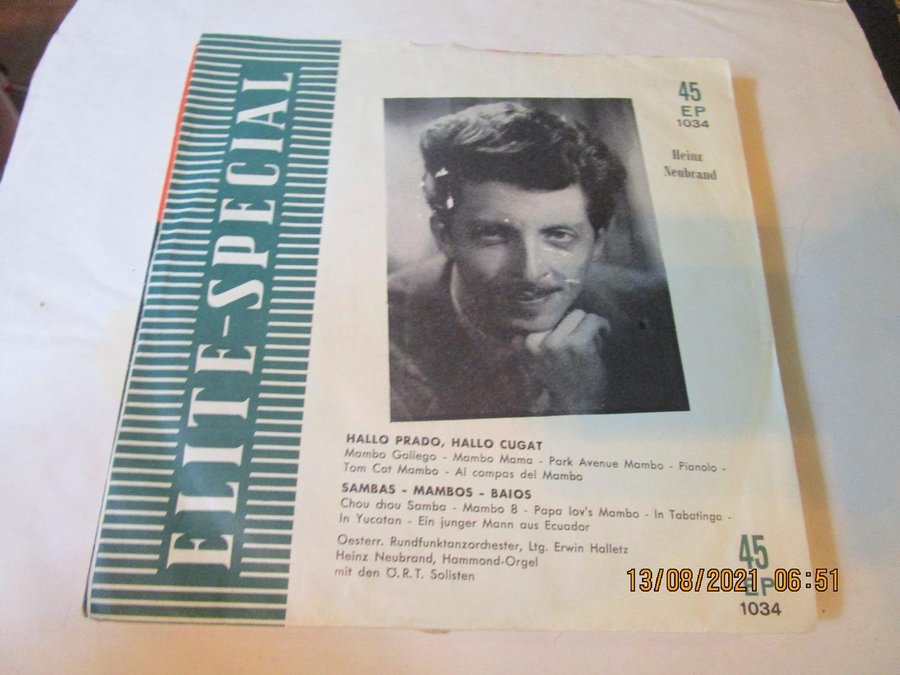 ELITE-SPECIAL
45
EP
1034
Heinz
Neubrand
HALLO PRADO, HALLO CUGAT
Mambo Gallego - Mambo Mama - Park Avenue Mambo - Pianolo -
Tom Cat Mambo - Al compas del Mambo
SAMBAS - MAMBOS - BAIOS
Chou chou Samba - Mambo 8 - Papa lov's Mambo - In Tabatinga -
In Yucatan - Ein junger Mann aus Ecuador
Oesterr. Rundfunktanzorchester, Ltg. Erwin Halletz
Heinz Neubrand, Hammond-Orgel
mit den Ö.R.T. Solisten
45
EP
1034
13/08/2021 06:51